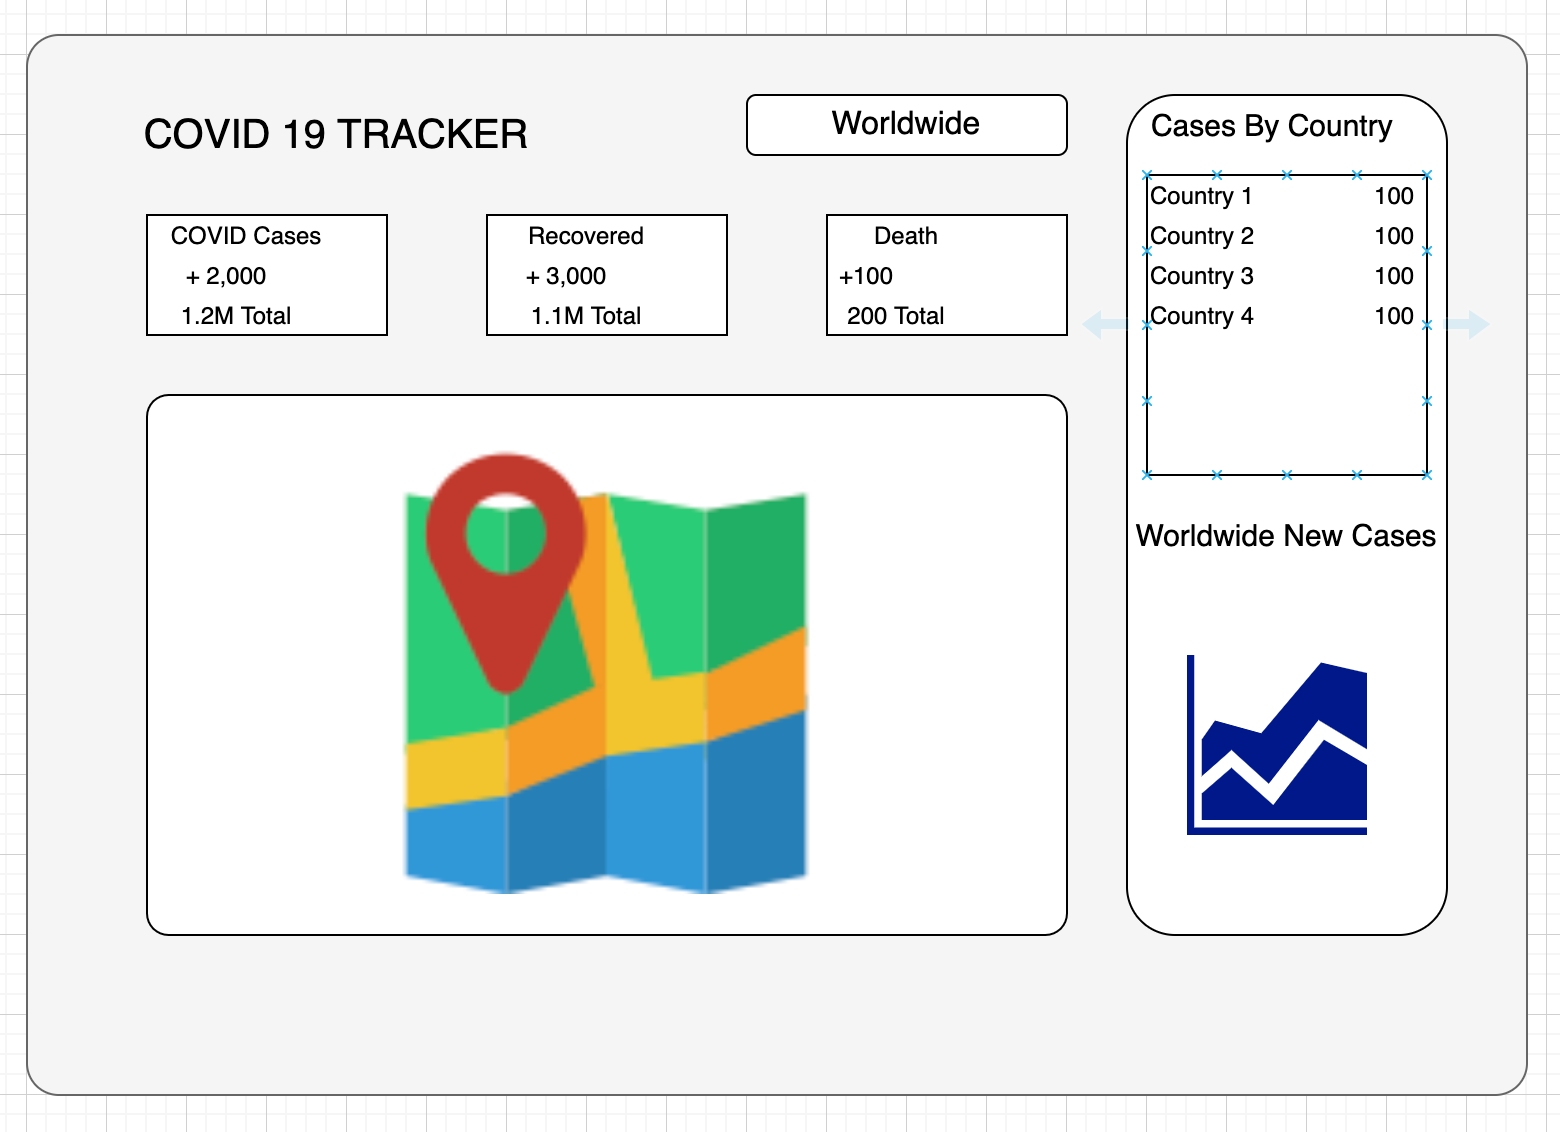 COVID 19 TRACKER
Worldwide
COVID Cases
+ 2,000
1.2M Total
Recovered
+ 3,000
1.1M Total
Death
+100
200 Total
Cases By Country
Country 1 100
Country 2 100
Country 3 100
Country 4 100
Worldwide New Cases